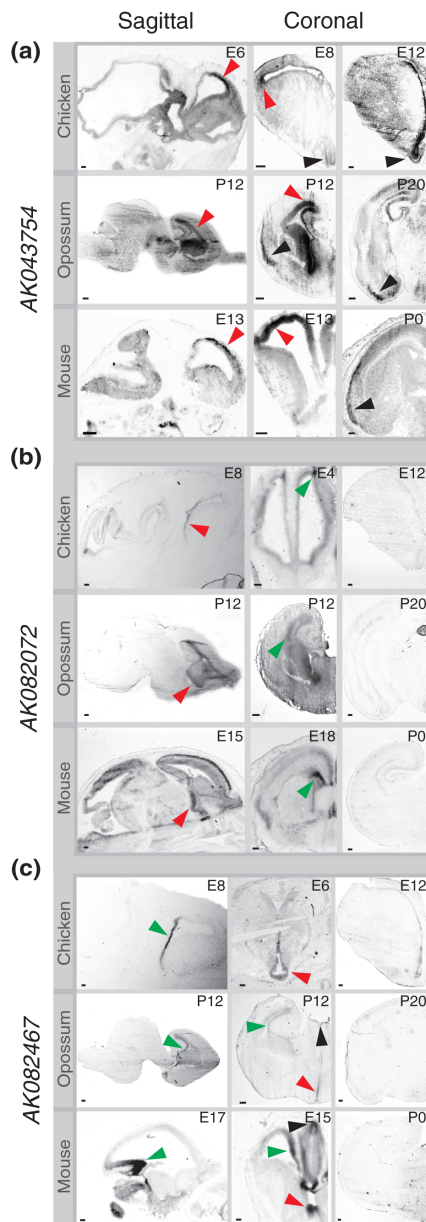 Sagittal Coronal
(a)
AK043754
Chicken E6 E8 E12
Opossum P12 P12 P20
Mouse E13 E13 P0
(b)
AK082072
Chicken E8 E4 E12
Opossum P12 P12 P20
Mouse E15 E18 P0
(c)
AK082467
Chicken E8 E6 E12
Opossum P12 P12 P20
Mouse E17 E15 P0